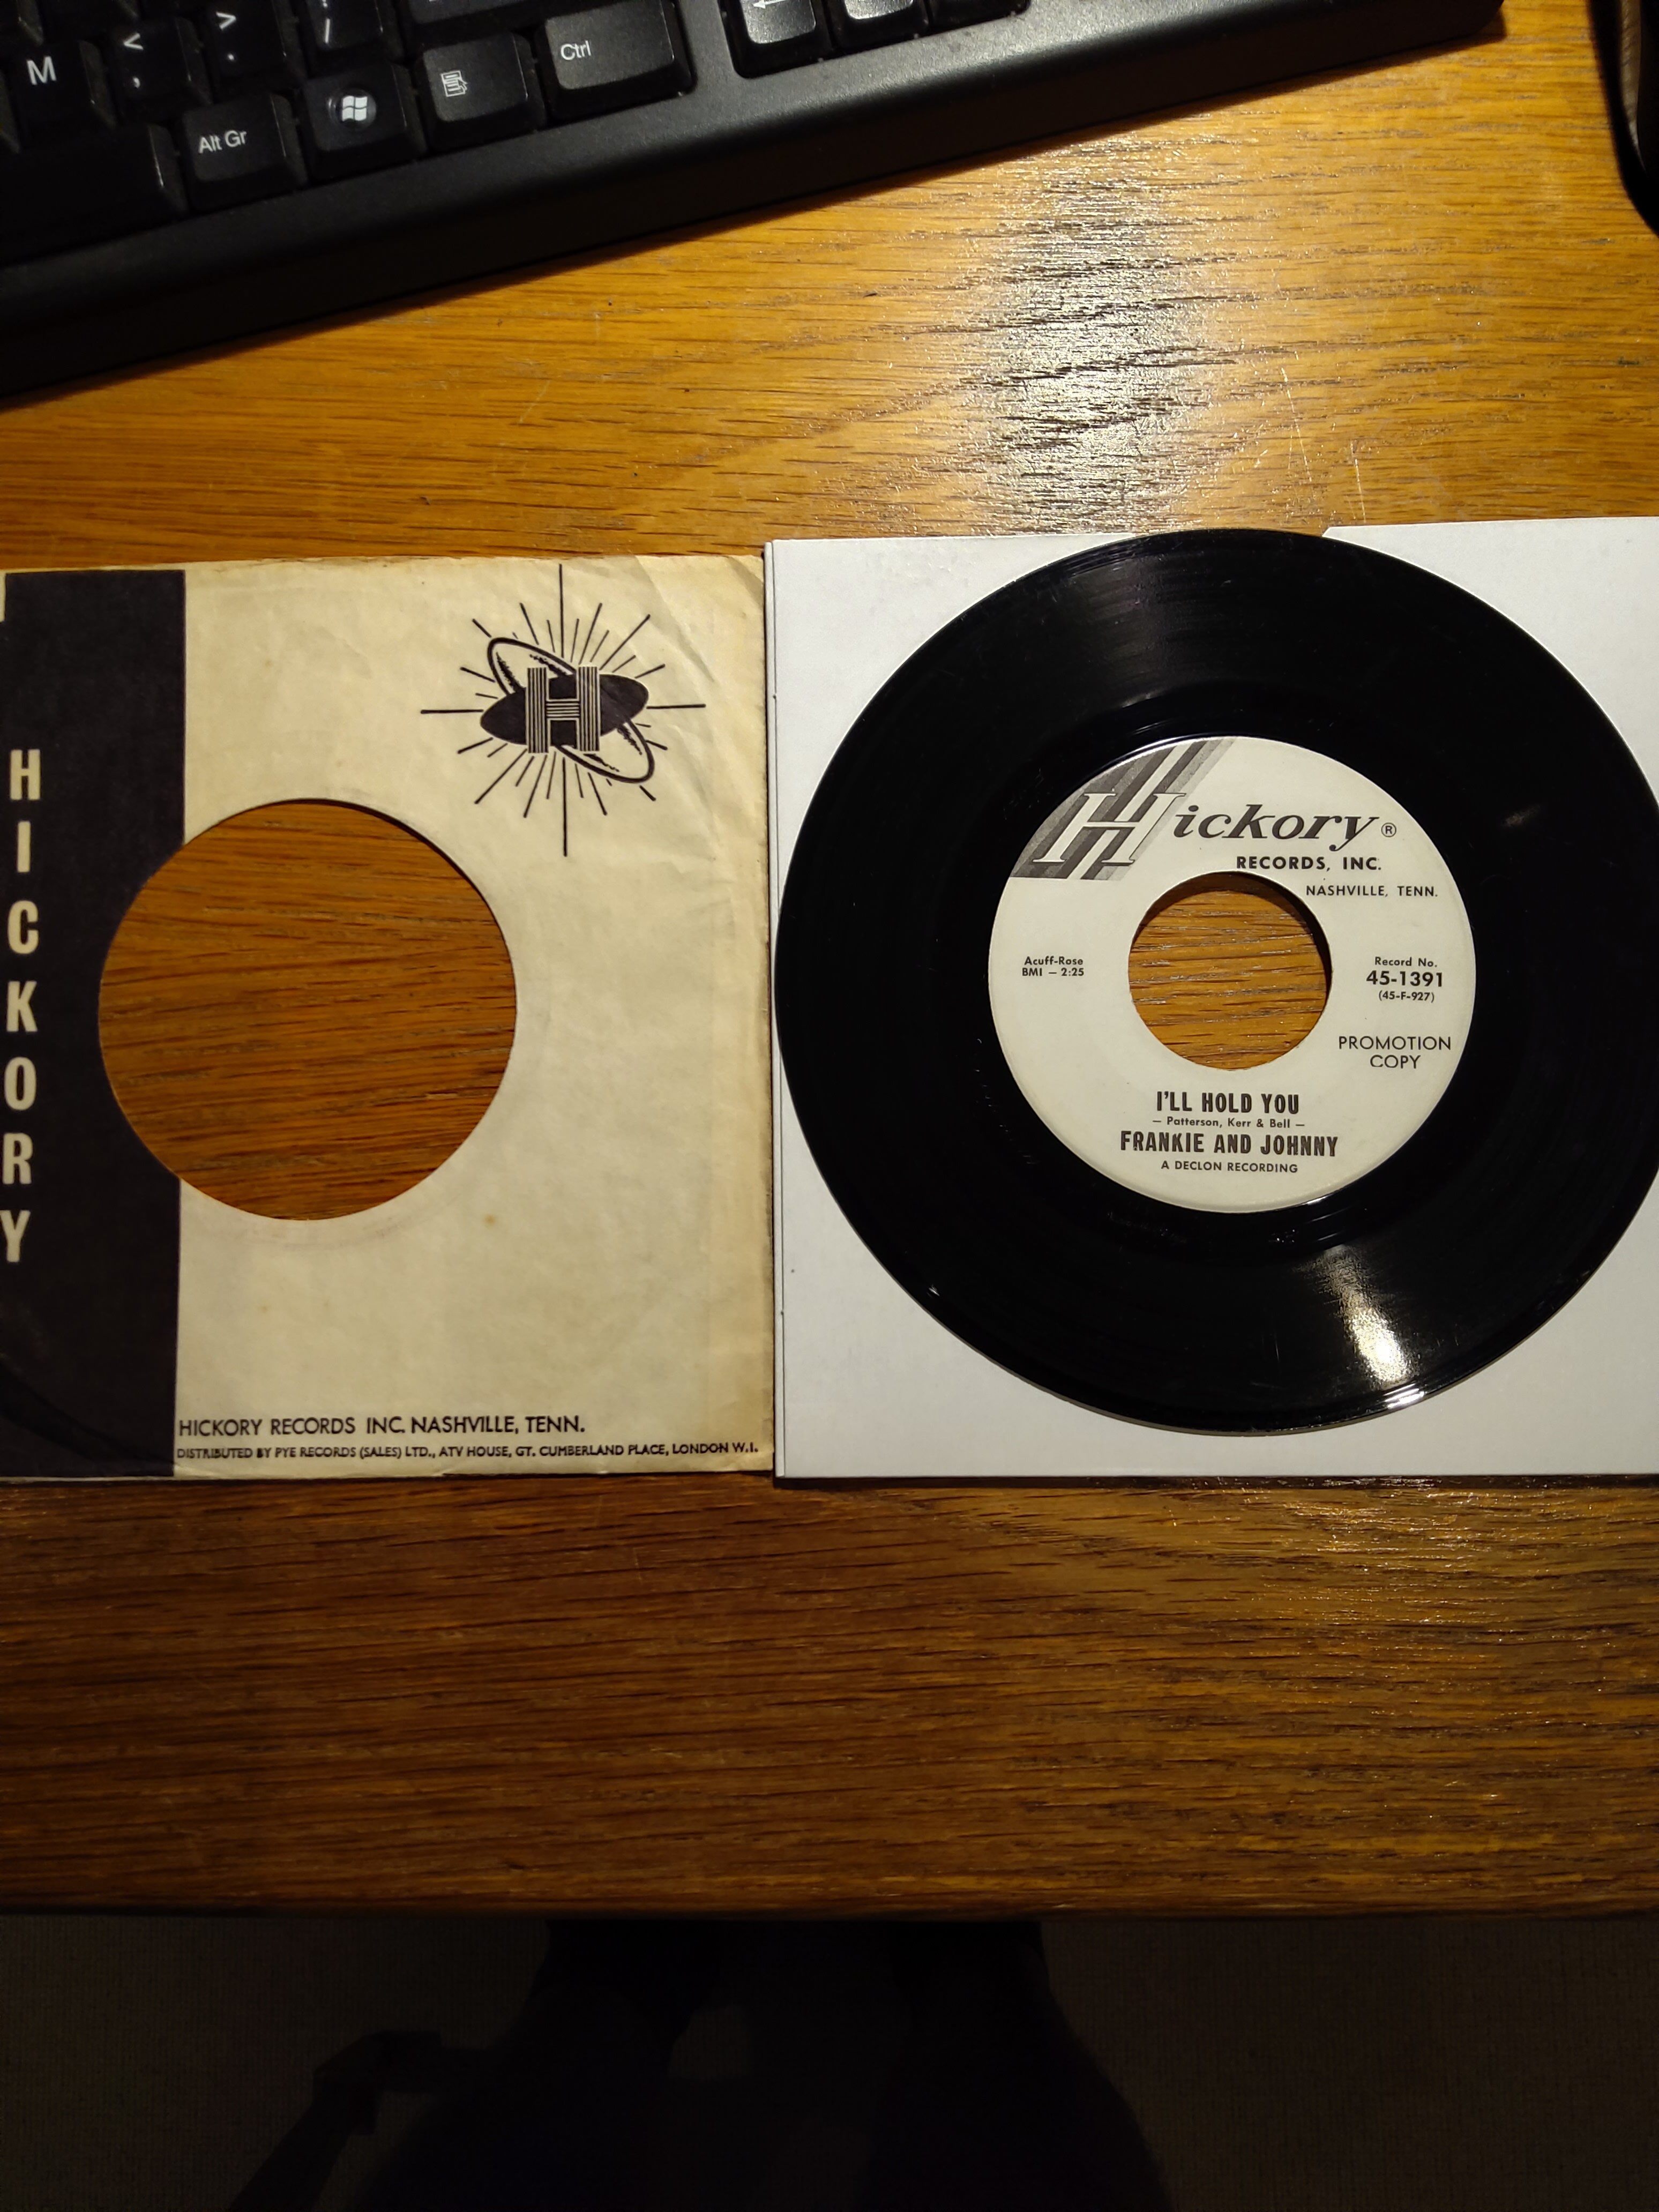 M
<
,
>
.
/
Alt Gr
Ctrl
HICKORY
H
HICKORY RECORDS INC. NASHVILLE, TENN.
DISTRIBUTED BY PYE RECORDS (SALES) LTD., ATV HOUSE, GT. CUMBERLAND PLACE, LONDON W.I.
Hickory ®
RECORDS, INC.
NASHVILLE, TENN.
Acuff-Rose
BMI — 2:25
Record No.
45-1391
(45-F-927)
PROMOTION
COPY
I'LL HOLD YOU
— Patterson, Kerr & Bell —
FRANKIE AND JOHNNY
A DECLON RECORDING